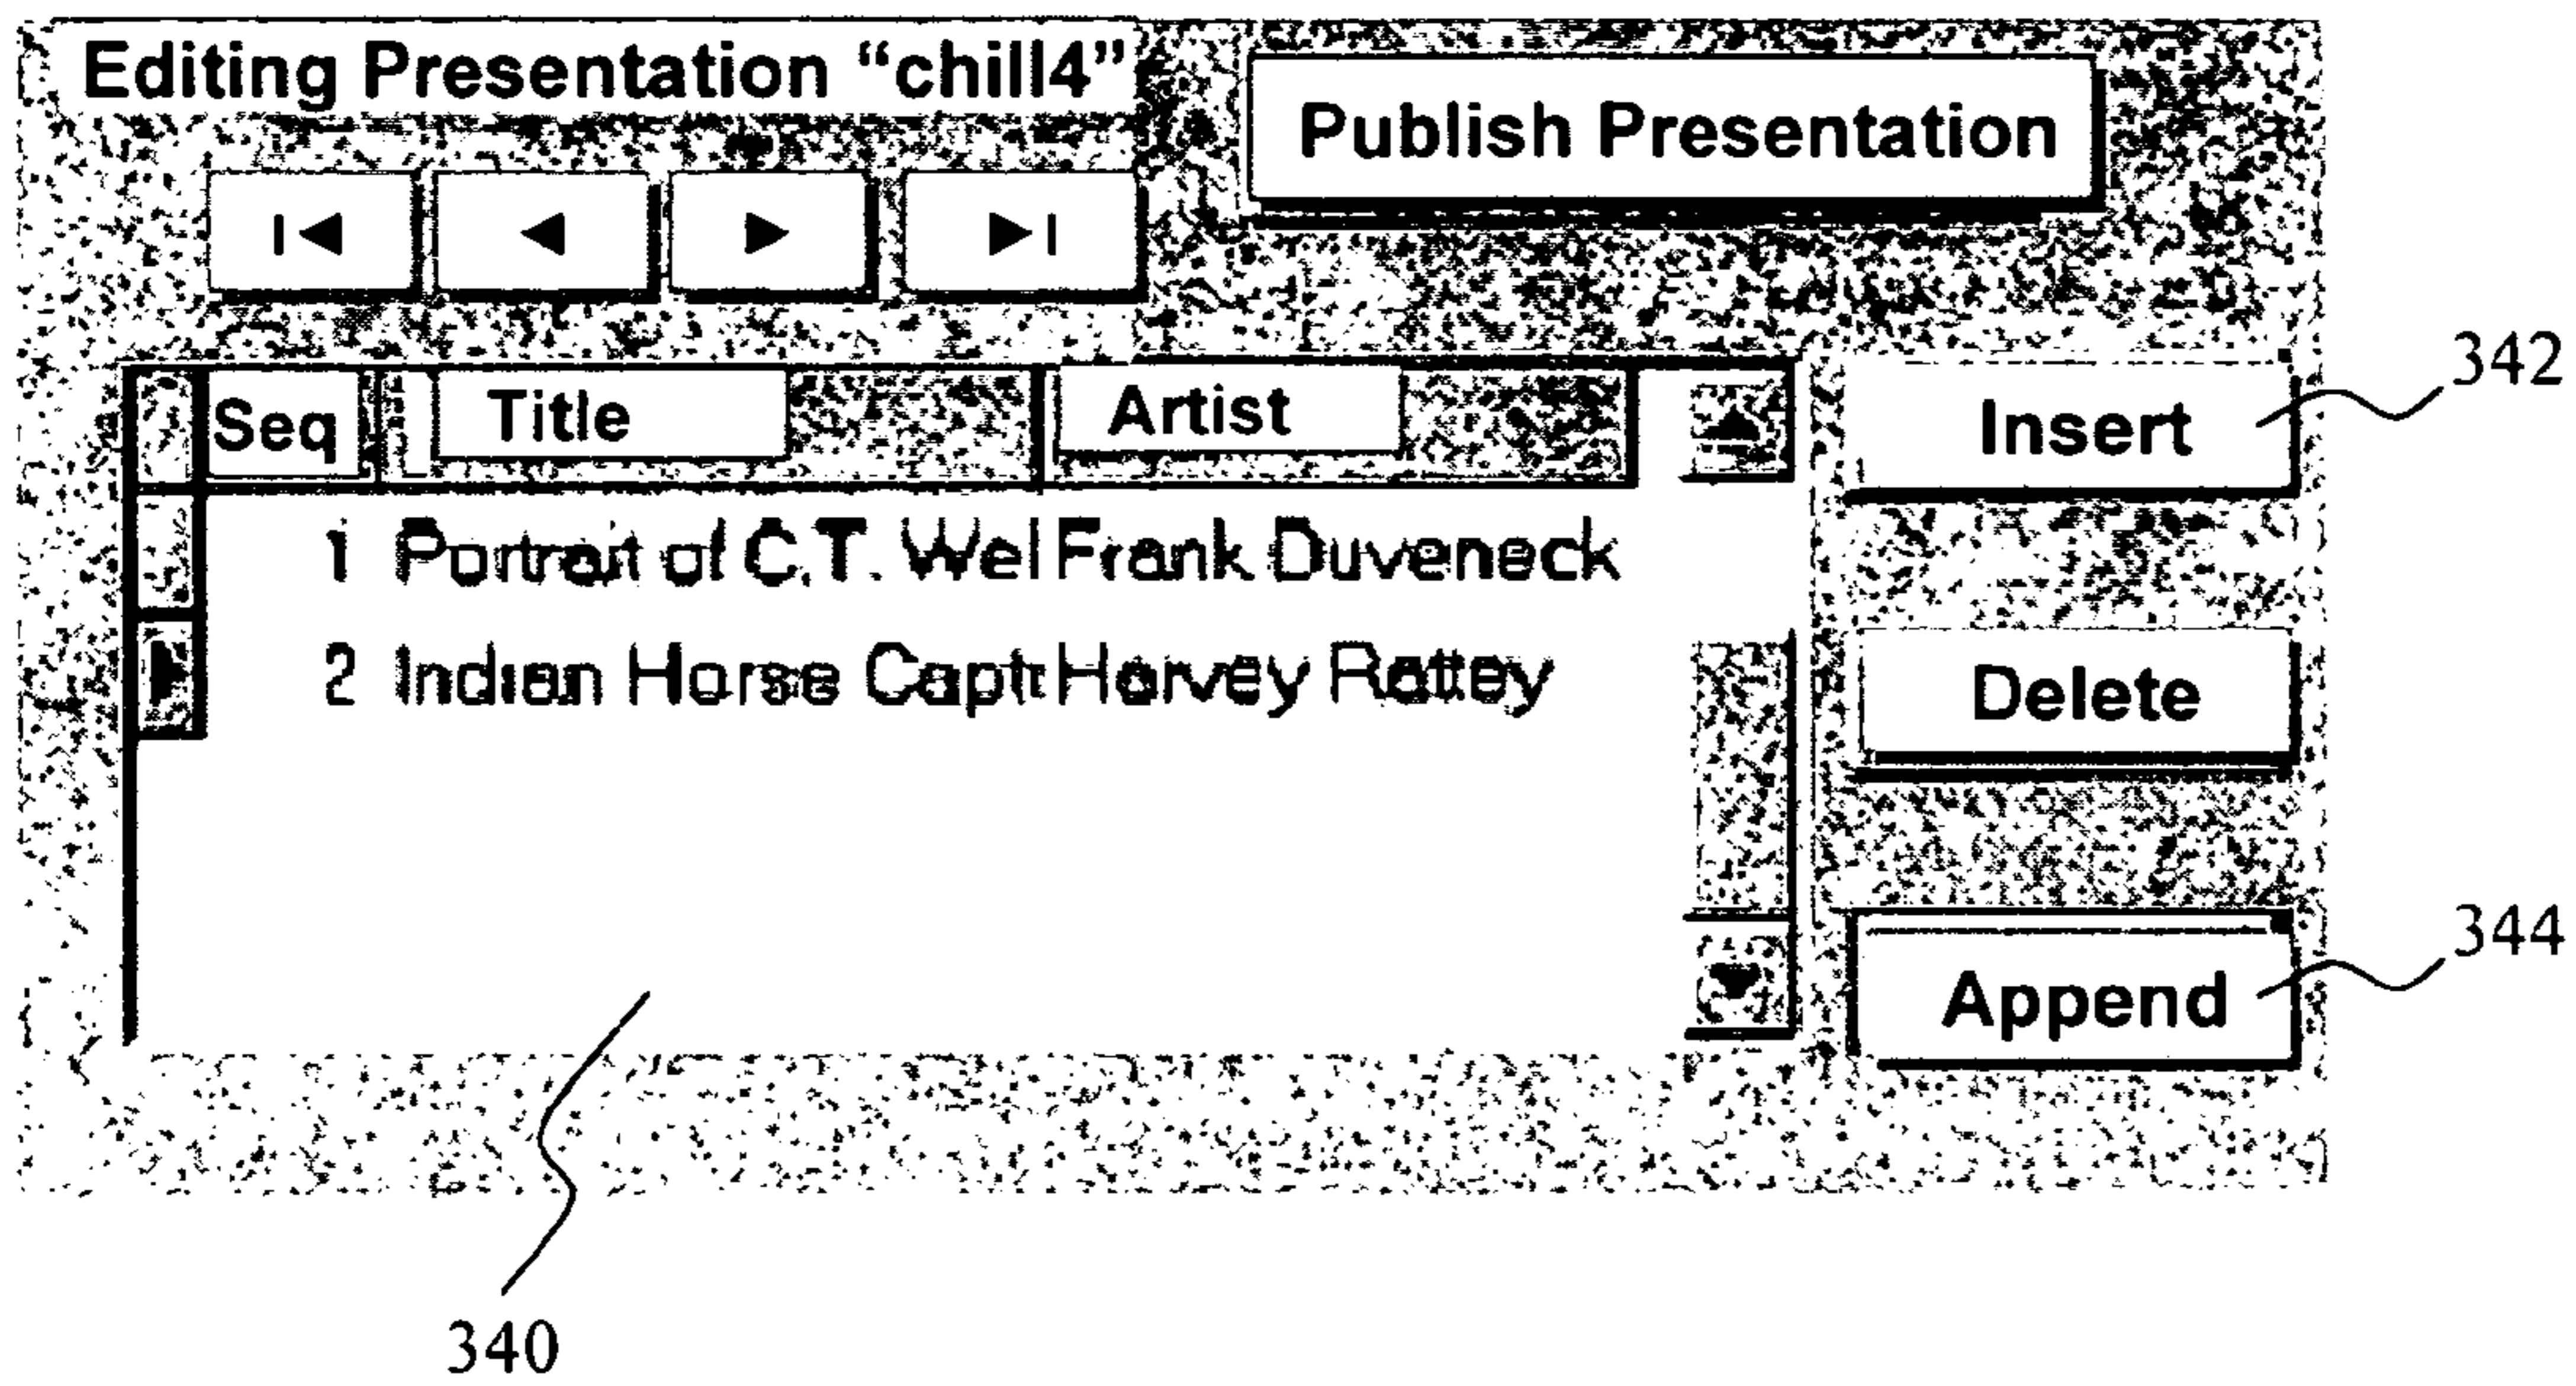 Editing Presentation “chill4”
Publish Presentation
Seq Title Artist
Insert
342
1 Portrait of C.T. Wel Frank Duveneck
2 Indian Horse Capt Harvey Rattey
Delete
Append
344
340